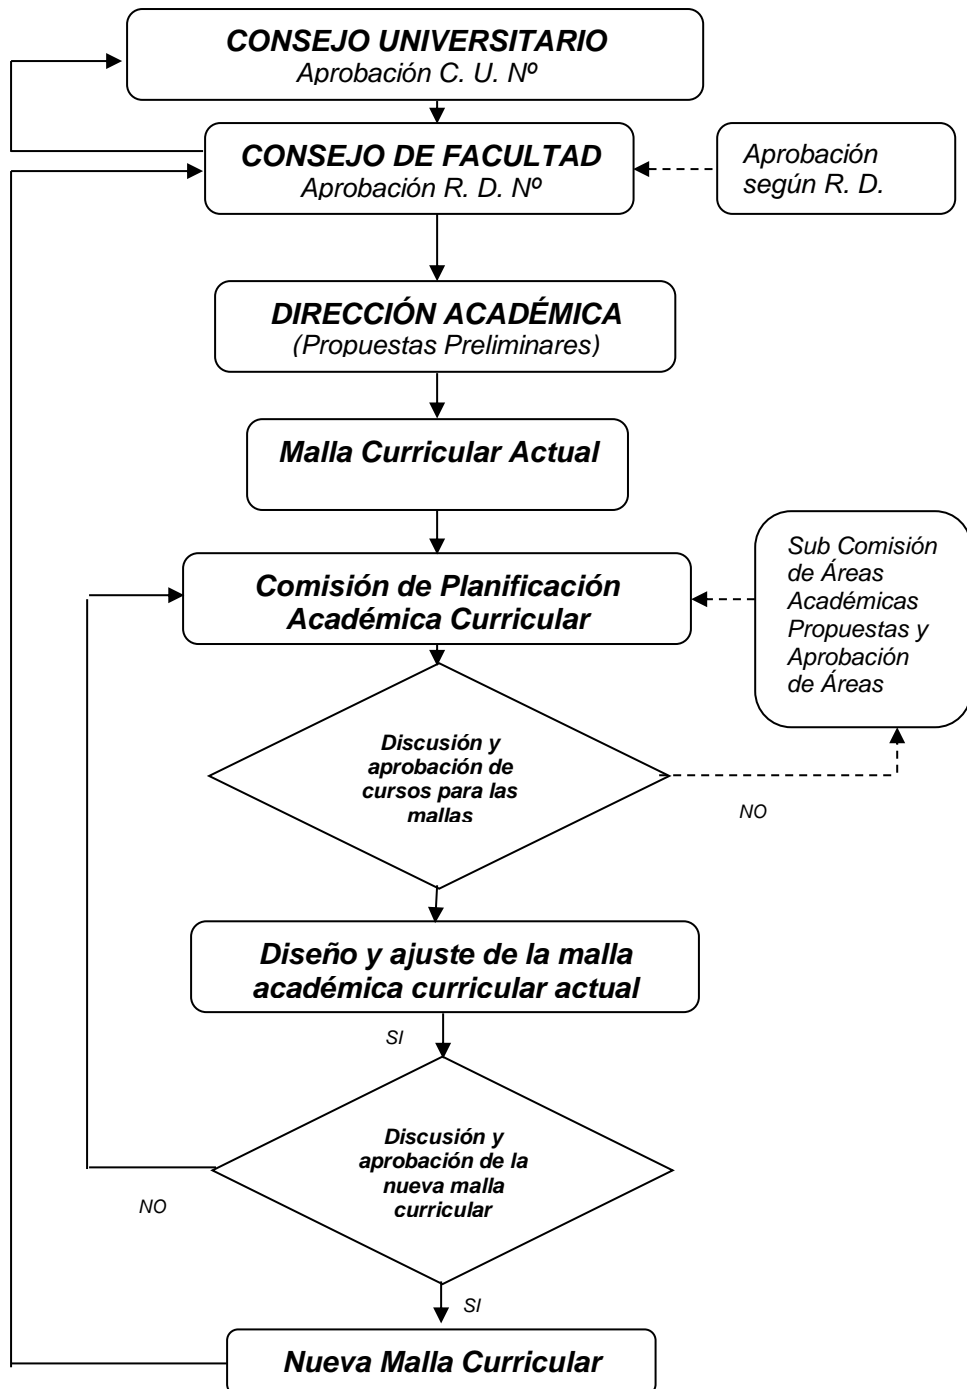 CONSEJO UNIVERSITARIO
Aprobación C. U. Nº
CONSEJO DE FACULTAD
Aprobación R. D. Nº
Aprobación
según R. D.
DIRECCIÓN ACADÉMICA
(Propuestas Preliminares)
Malla Curricular Actual
Comisión de Planificación
Académica Curricular
Sub Comisión
de Áreas
Académicas
Propuestas y
Aprobación
de Áreas
Discusión y
aprobación de
cursos para las
mallas
NO
Diseño y ajuste de la malla
académica curricular actual
SI
Discusión y
aprobación de la
nueva malla
curricular
NO
SI
Nueva Malla Curricular